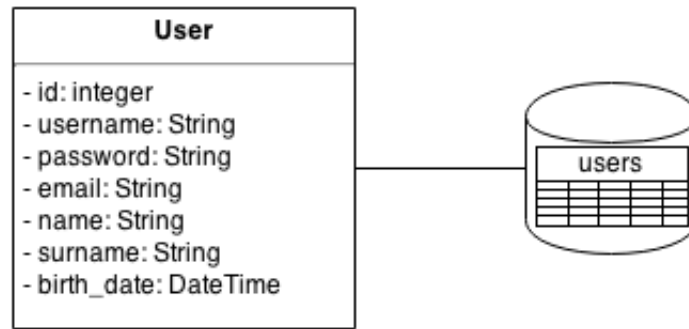 User
- id: integer
- username: String
- password: String
- email: String
- name: String
- surname: String
- birth_date: DateTime
users